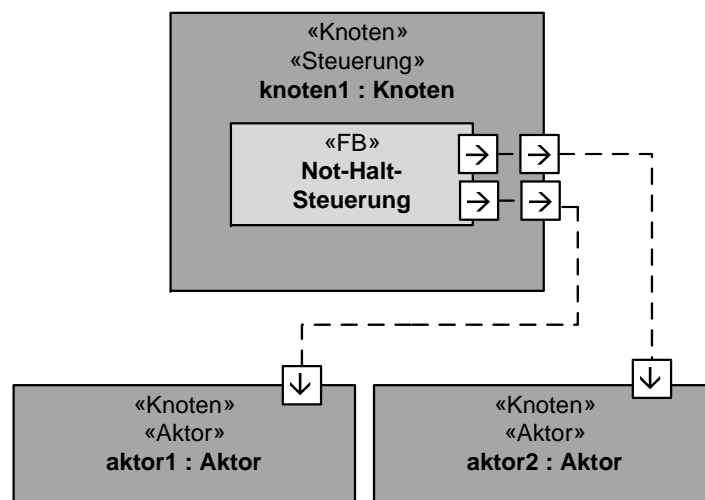 «Knoten»
«Steuerung»
knoten1 : Knoten
«FB»
Not-Halt-
Steuerung
«Knoten»
«Aktor»
aktor1 : Aktor
«Knoten»
«Aktor»
aktor2 : Aktor